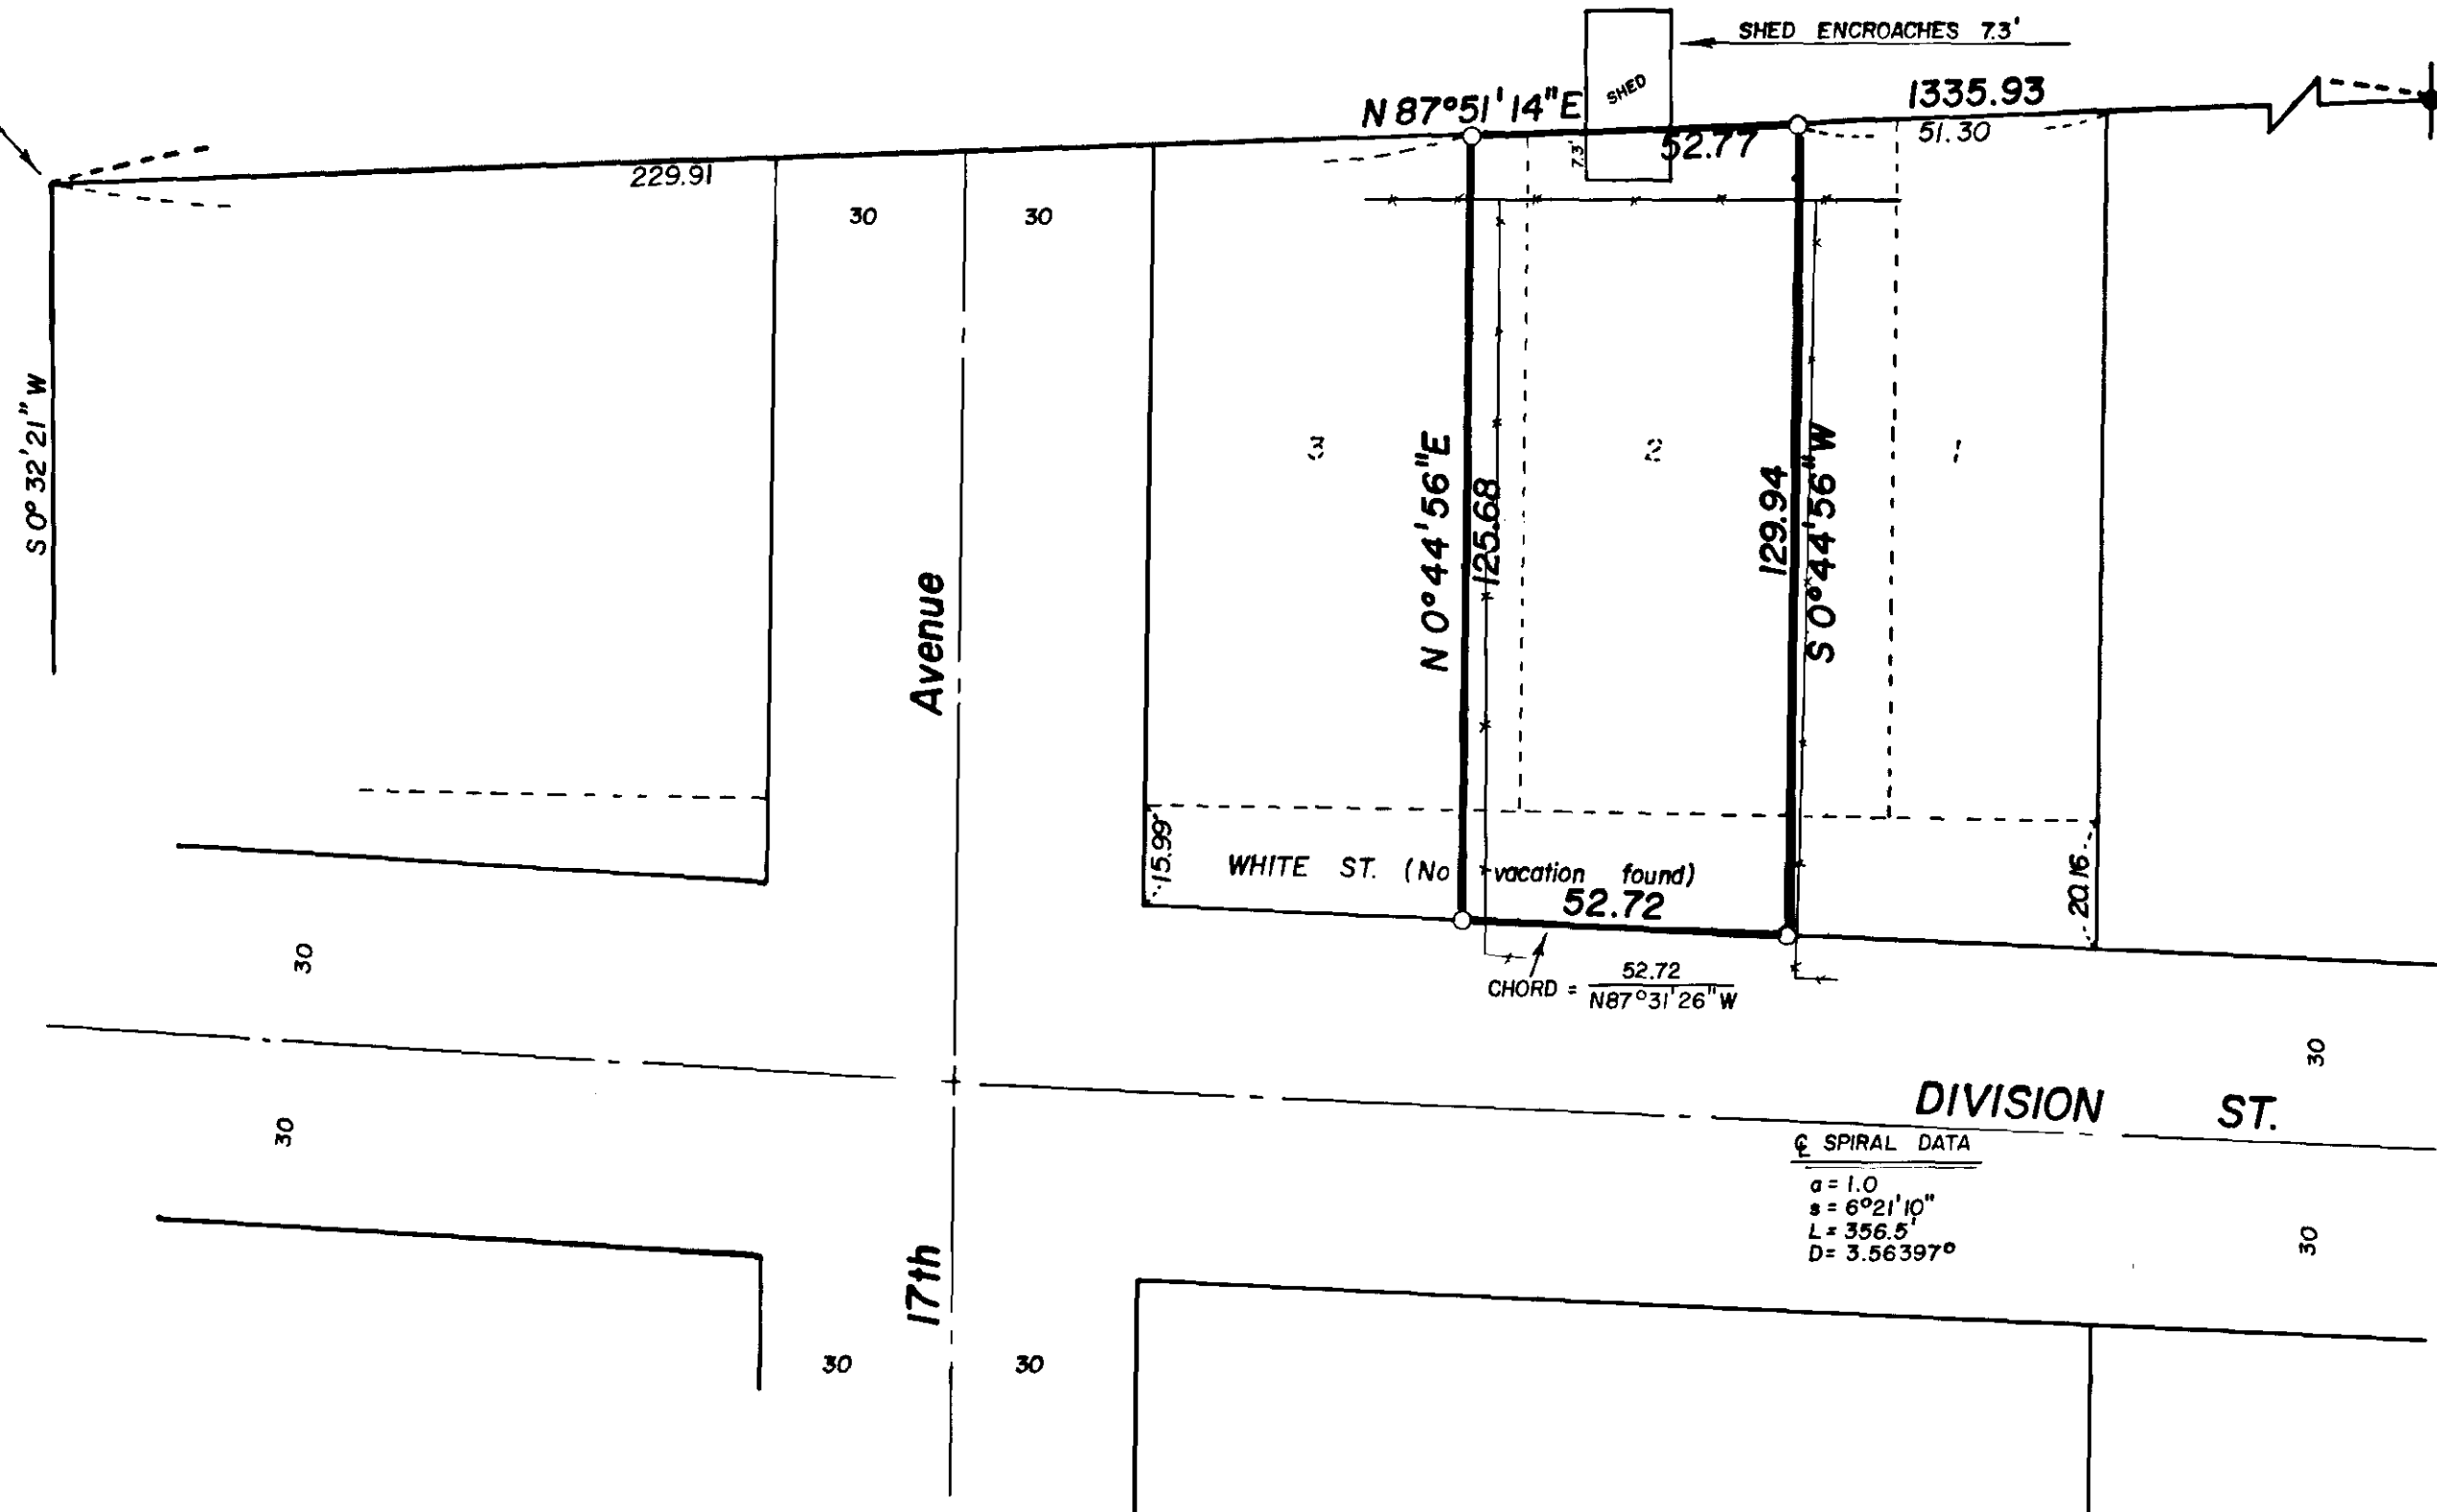 SHED ENCROACHES 7.3'
SHED
N 87°51'14"E
1335.93
52.77
51.30
7.3'
229.91
30
30
S 0° 32' 21" W
3
2
1
N 0° 44' 56"E
125.68
129.94
S 0° 44' 56" W
Avenue
15.99
WHITE ST. (No vacation found)
52.72
20.16
30
CHORD = 52.72
N87°31'26"W
30
30
DIVISION ST.
℄ SPIRAL DATA
a = 1.0
s = 6°21'10"
L = 356.5'
D = 3.56397°
30
17th
30
30